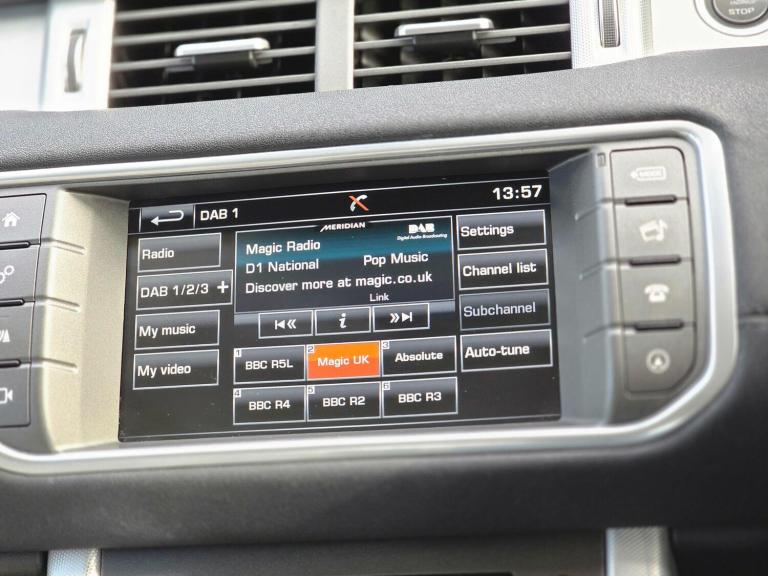 STOP
DAB 1
13:57
MERIDIAN
DAB
Digital Audio Broadcasting
Radio
DAB 1/2/3 +
My music
My video
Magic Radio
D1 National
Pop Music
Discover more at magic.co.uk
Link
i
Settings
Channel list
Subchannel
Auto-tune
1 BBC R5L
2 Magic UK
3 Absolute
4 BBC R4
5 BBC R2
6 BBC R3
MODE